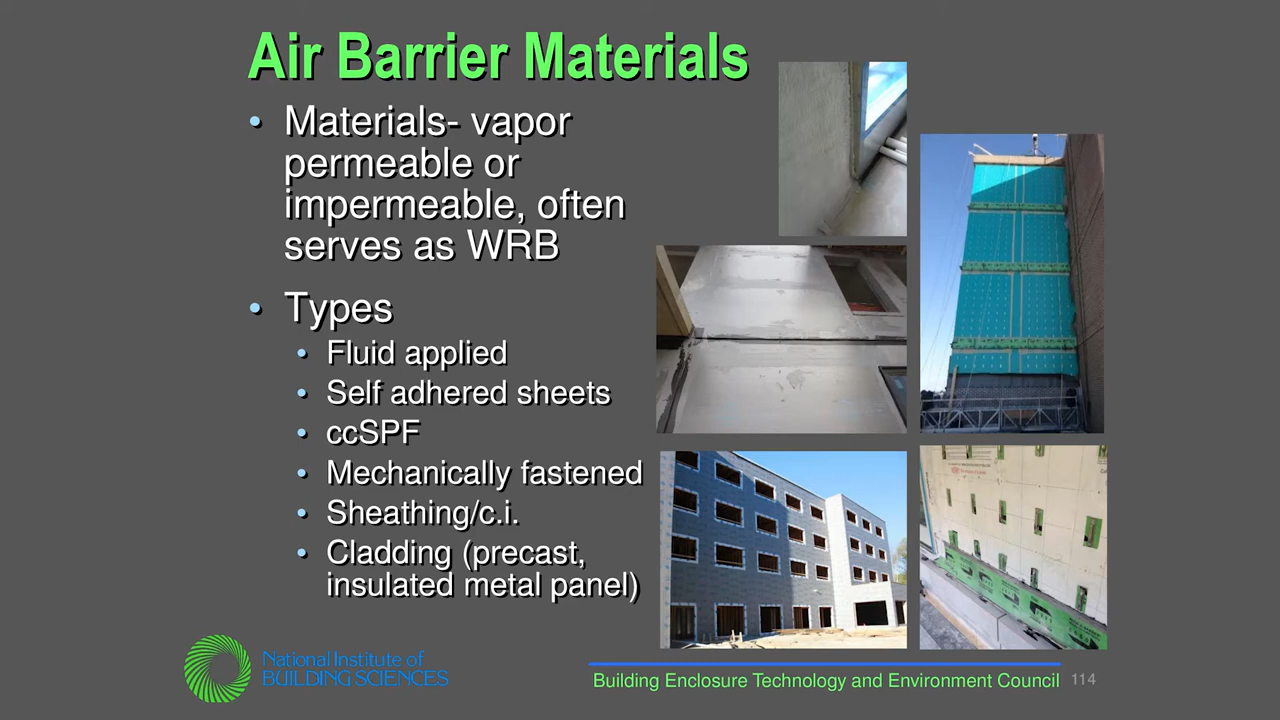 Air Barrier Materials
• Materials- vapor
permeable or
impermeable, often
serves as WRB
• Types
• Fluid applied
• Self adhered sheets
• ccSPF
• Mechanically fastened
• Sheathing/c.i.
• Cladding (precast,
insulated metal panel)
National Institute of
BUILDING SCIENCES
Building Enclosure Technology and Environment Council
114